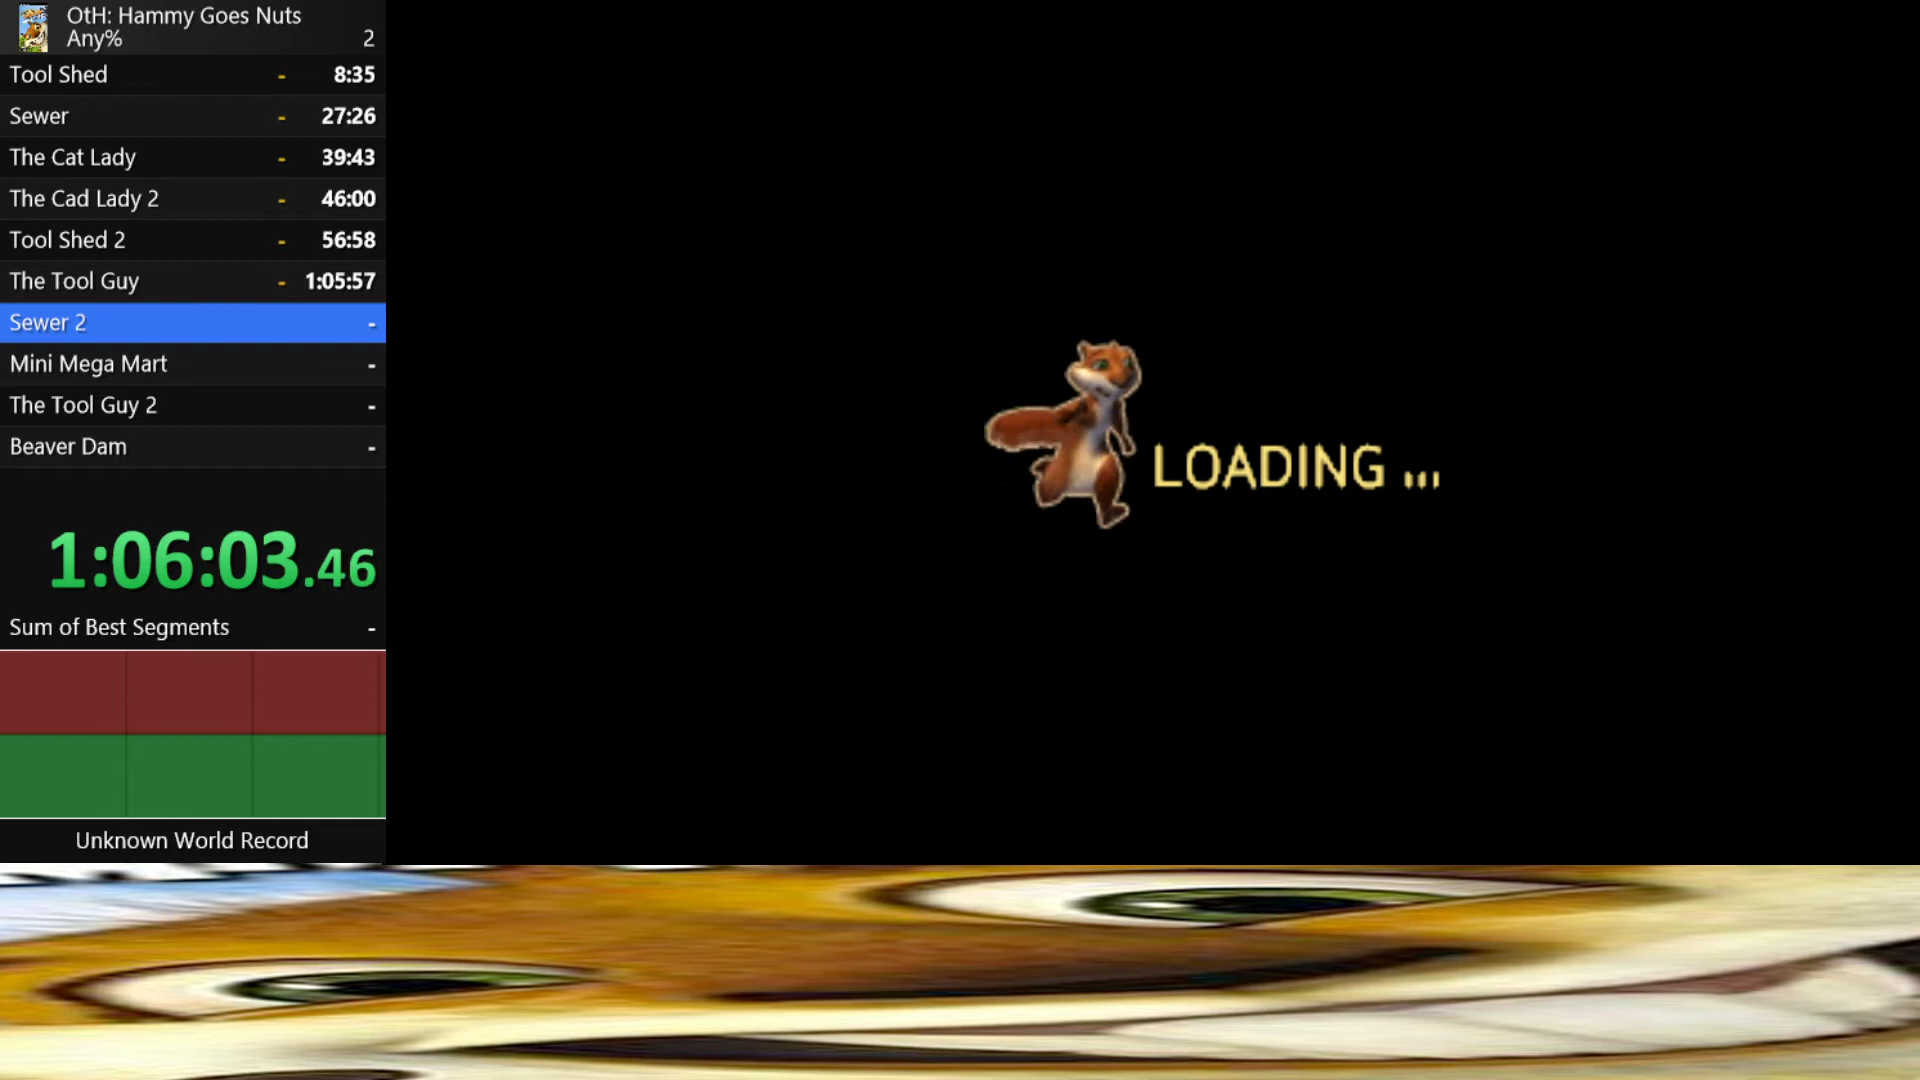 OtH: Hammy Goes Nuts
Any% 2
Tool Shed - 8:35
Sewer - 27:26
The Cat Lady - 39:43
The Cad Lady 2 - 46:00
Tool Shed 2 - 56:58
The Tool Guy - 1:05:57
Sewer 2 -
Mini Mega Mart -
The Tool Guy 2 -
Beaver Dam -
1:06:03.46
Sum of Best Segments -
Unknown World Record
LOADING ...